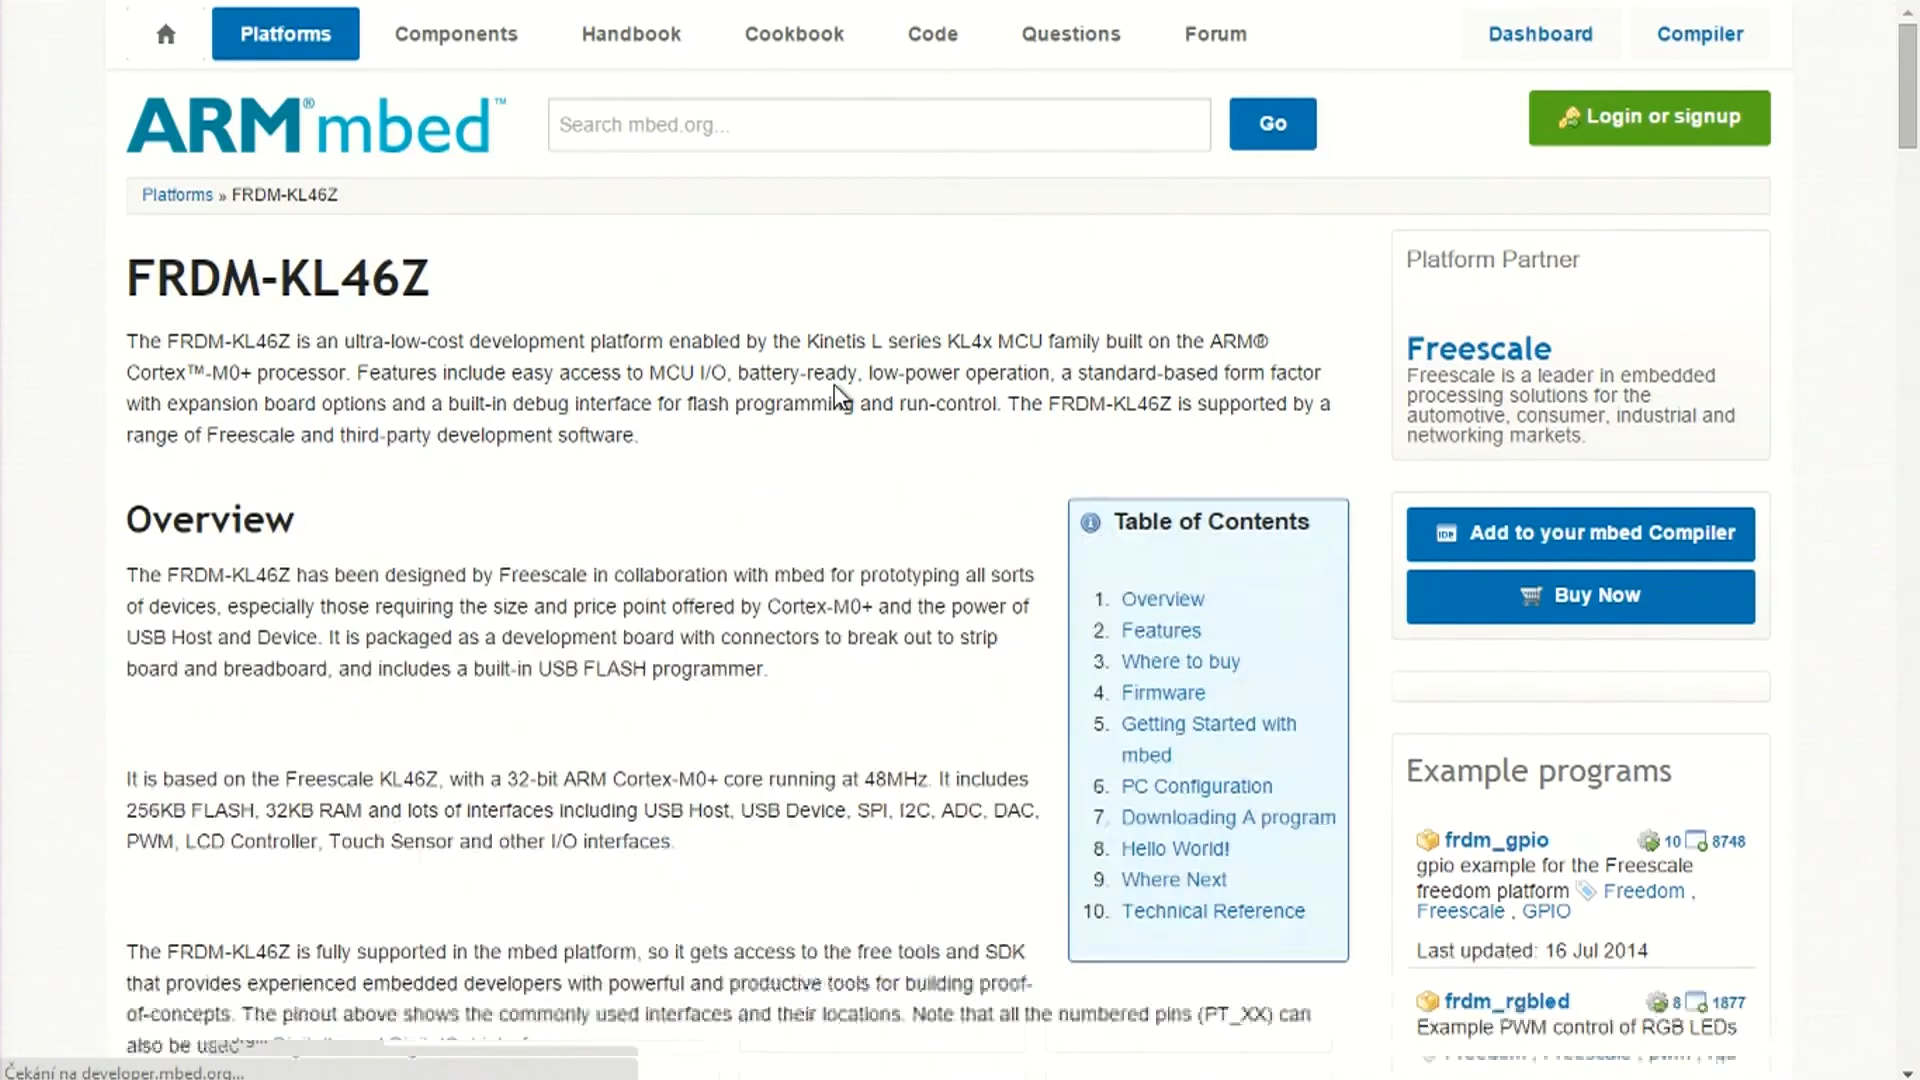 Platforms Components Handbook Cookbook Code Questions Forum Dashboard Compiler
ARM® mbed™
Search mbed.org...
Go
Login or signup
Platforms » FRDM-KL46Z
FRDM-KL46Z
The FRDM-KL46Z is an ultra-low-cost development platform enabled by the Kinetis L series KL4x MCU family built on the ARM®
Cortex™-M0+ processor. Features include easy access to MCU I/O, battery-ready, low-power operation, a standard-based form factor
with expansion board options and a built-in debug interface for flash programming and run-control. The FRDM-KL46Z is supported by a
range of Freescale and third-party development software.
Overview
The FRDM-KL46Z has been designed by Freescale in collaboration with mbed for prototyping all sorts
of devices, especially those requiring the size and price point offered by Cortex-M0+ and the power of
USB Host and Device. It is packaged as a development board with connectors to break out to strip
board and breadboard, and includes a built-in USB FLASH programmer.
It is based on the Freescale KL46Z, with a 32-bit ARM Cortex-M0+ core running at 48MHz. It includes
256KB FLASH, 32KB RAM and lots of interfaces including USB Host, USB Device, SPI, I2C, ADC, DAC,
PWM, LCD Controller, Touch Sensor and other I/O interfaces.
The FRDM-KL46Z is fully supported in the mbed platform, so it gets access to the free tools and SDK
that provides experienced embedded developers with powerful and productive tools for building proof-
of-concepts. The pinout above shows the commonly used interfaces and their locations. Note that all the numbered pins (PT_XX) can
also be used
Table of Contents
1. Overview
2. Features
3. Where to buy
4. Firmware
5. Getting Started with
mbed
6. PC Configuration
7. Downloading A program
8. Hello World!
9. Where Next
10. Technical Reference
Platform Partner
Freescale
Freescale is a leader in embedded
processing solutions for the
automotive, consumer, industrial and
networking markets.
Add to your mbed Compiler
Buy Now
Example programs
frdm_gpio 10 8748
gpio example for the Freescale
freedom platform Freedom ,
Freescale , GPIO
Last updated: 16 Jul 2014
frdm_rgbled 8 1877
Example PWM control of RGB LEDs
Čekání na developer.mbed.org...